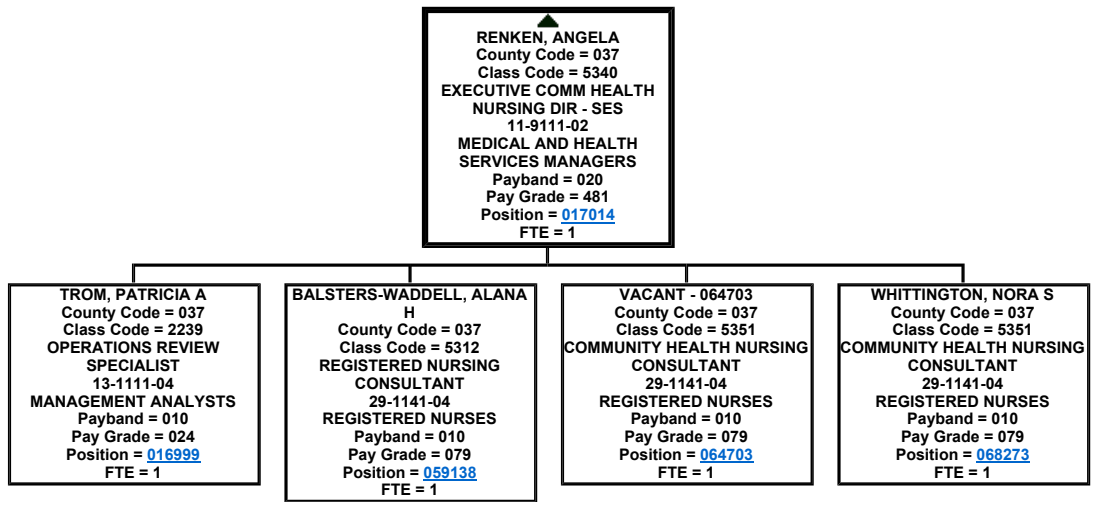 RENKEN, ANGELA
County Code = 037
Class Code = 5340
EXECUTIVE COMM HEALTH
NURSING DIR - SES
11-9111-02
MEDICAL AND HEALTH
SERVICES MANAGERS
Payband = 020
Pay Grade = 481
Position = 017014
FTE = 1
TROM, PATRICIA A
County Code = 037
Class Code = 2239
OPERATIONS REVIEW
SPECIALIST
13-1111-04
MANAGEMENT ANALYSTS
Payband = 010
Pay Grade = 024
Position = 016999
FTE = 1
BALSTERS-WADDELL, ALANA
H
County Code = 037
Class Code = 5312
REGISTERED NURSING
CONSULTANT
29-1141-04
REGISTERED NURSES
Payband = 010
Pay Grade = 079
Position = 059138
FTE = 1
VACANT - 064703
County Code = 037
Class Code = 5351
COMMUNITY HEALTH NURSING
CONSULTANT
29-1141-04
REGISTERED NURSES
Payband = 010
Pay Grade = 079
Position = 064703
FTE = 1
WHITTINGTON, NORA S
County Code = 037
Class Code = 5351
COMMUNITY HEALTH NURSING
CONSULTANT
29-1141-04
REGISTERED NURSES
Payband = 010
Pay Grade = 079
Position = 068273
FTE = 1